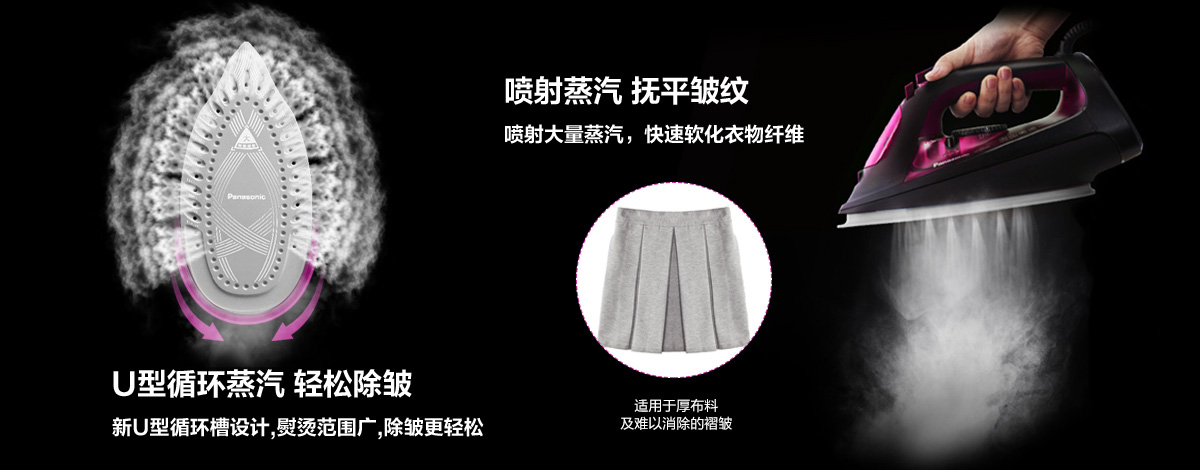 Panasonic
U型循环蒸汽 轻松除皱
新U型循环槽设计,熨烫范围广,除皱更轻松
喷射蒸汽 抚平皱纹
喷射大量蒸汽，快速软化衣物纤维
适用于厚布料
及难以消除的褶皱
Panasonic